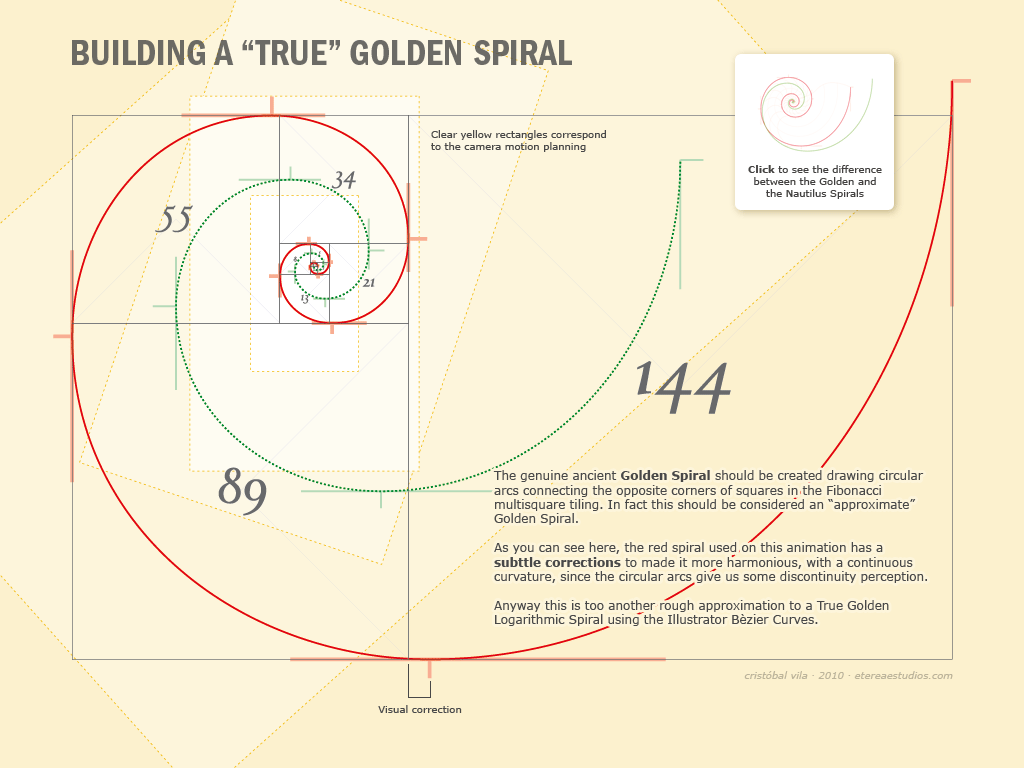 BUILDING A “TRUE” GOLDEN SPIRAL
Clear yellow rectangles correspond
to the camera motion planning
Click to see the difference
between the Golden and
the Nautilus Spirals
34
55
21
13
144
89
The genuine ancient Golden Spiral should be created drawing circular
arcs connecting the opposite corners of squares in the Fibonacci
multisquare tiling. In fact this should be considered an “approximate”
Golden Spiral.
As you can see here, the red spiral used on this animation has a
subtle corrections to made it more harmonious, with a continuous
curvature, since the circular arcs give us some discontinuity perception.
Anyway this is too another rough approximation to a True Golden
Logarithmic Spiral using the Illustrator Bèzier Curves.
cristóbal vila · 2010 · etereaestudios.com
Visual correction